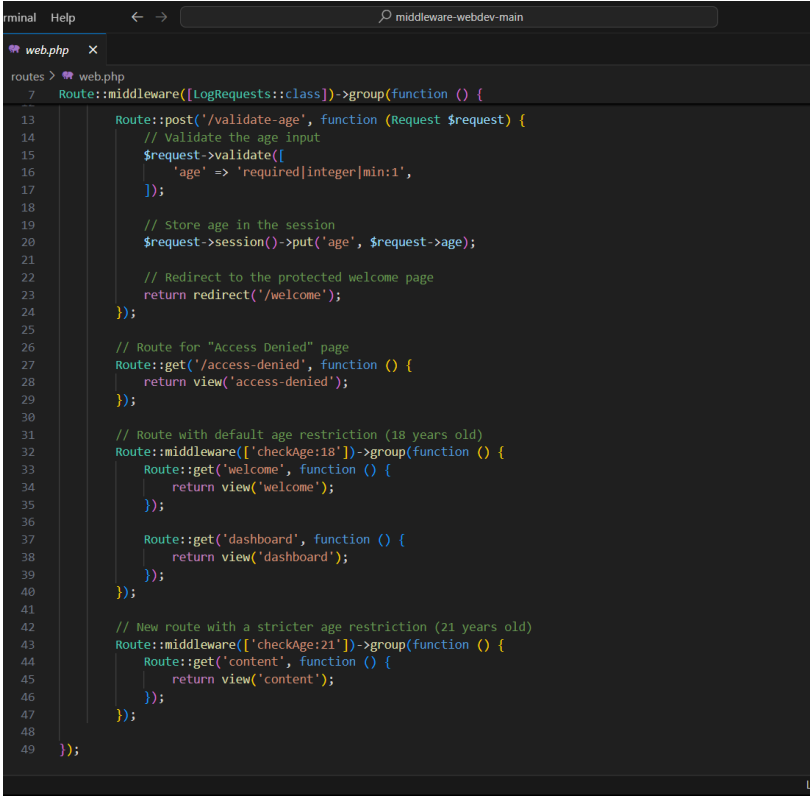 rminal Help ← → middleware-webdev-main
web.php ×
routes > web.php
7 Route::middleware([LogRequests::class])->group(function () {
13 Route::post('/validate-age', function (Request $request) {
14 // Validate the age input
15 $request->validate([
16 'age' => 'required|integer|min:1',
17 ]);
18
19 // Store age in the session
20 $request->session()->put('age', $request->age);
21
22 // Redirect to the protected welcome page
23 return redirect('/welcome');
24 });
25
26 // Route for "Access Denied" page
27 Route::get('/access-denied', function () {
28 return view('access-denied');
29 });
30
31 // Route with default age restriction (18 years old)
32 Route::middleware(['checkAge:18'])->group(function () {
33 Route::get('welcome', function () {
34 return view('welcome');
35 });
36
37 Route::get('dashboard', function () {
38 return view('dashboard');
39 });
40 });
41
42 // New route with a stricter age restriction (21 years old)
43 Route::middleware(['checkAge:21'])->group(function () {
44 Route::get('content', function () {
45 return view('content');
46 });
47 });
48
49 });